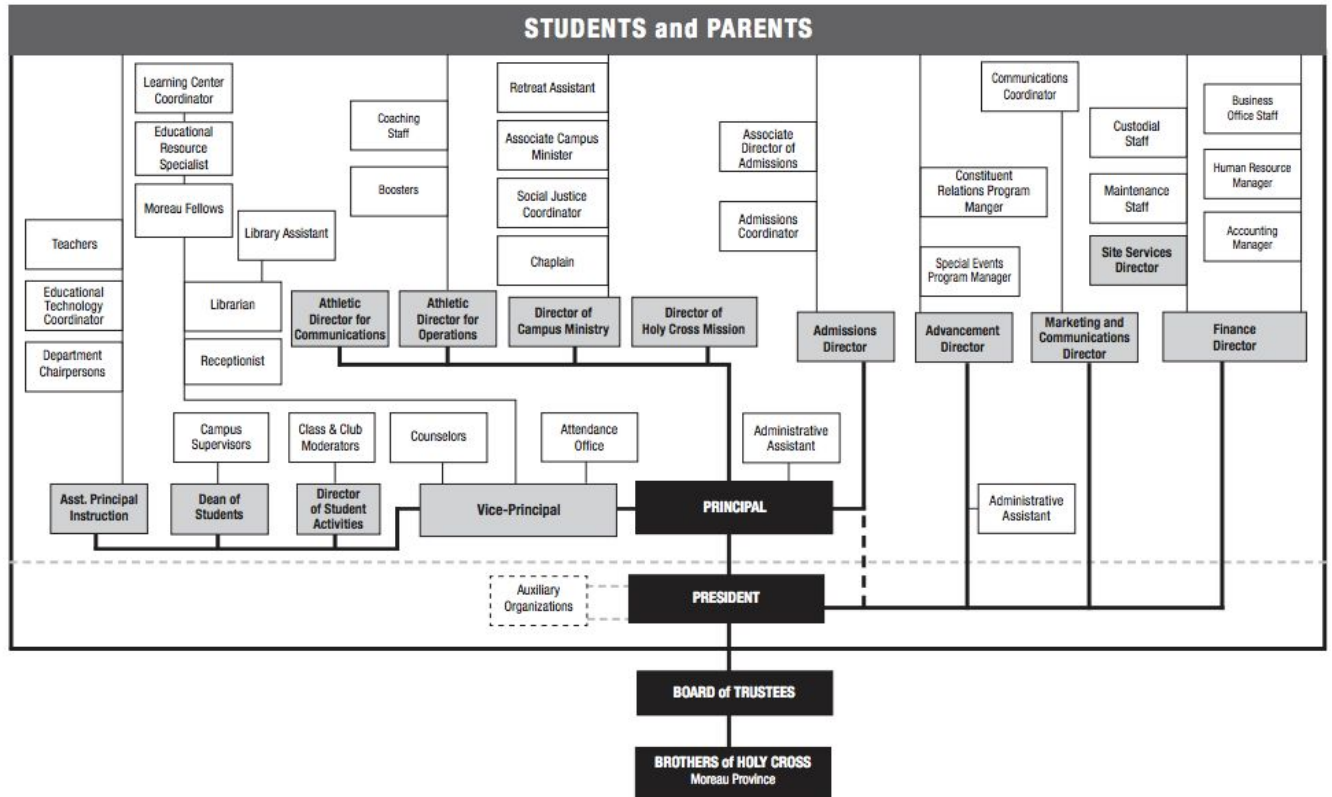 STUDENTS and PARENTS
Learning Center
Coordinator
Educational
Resource
Specialist
Moreau Fellows
Library Assistant
Librarian
Receptionist
Teachers
Educational
Technology
Coordinator
Department
Chairpersons
Coaching
Staff
Boosters
Retreat Assistant
Associate Campus
Minister
Social Justice
Coordinator
Chaplain
Associate
Director of
Admissions
Admissions
Coordinator
Communications
Coordinator
Constituent
Relations Program
Manger
Special Events
Program Manager
Custodial
Staff
Maintenance
Staff
Site Services
Director
Business
Office Staff
Human Resource
Manager
Accounting
Manager
Athletic
Director for
Communications
Athletic
Director for
Operations
Director of
Campus Ministry
Director of
Holy Cross Mission
Admissions
Director
Advancement
Director
Marketing and
Communications
Director
Finance
Director
Campus
Supervisors
Class & Club
Moderators
Counselors
Attendance
Office
Administrative
Assistant
Asst. Principal
Instruction
Dean of
Students
Director
of Student
Activities
Vice-Principal
PRINCIPAL
Administrative
Assistant
Auxiliary
Organizations
PRESIDENT
BOARD of TRUSTEES
BROTHERS of HOLY CROSS
Moreau Province